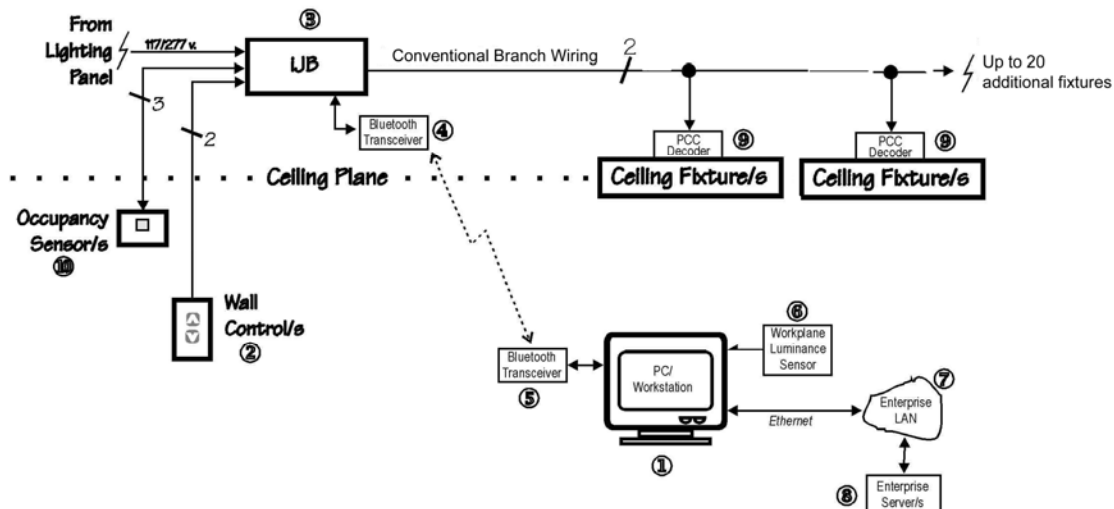 From
Lighting
Panel
117/277 v.
③
IJB
Conventional Branch Wiring
2
Up to 20
additional fixtures
3
2
Bluetooth
Transceiver
④
PCC
Decoder
⑨
PCC
Decoder
⑨
Ceiling Plane
Ceiling Fixture/s
Ceiling Fixture/s
Occupancy
Sensor/s
⑩
Wall
Control/s
②
Bluetooth
Transceiver
⑤
PC/
Workstation
①
⑥
Workplane
Luminance
Sensor
Ethernet
⑦
Enterprise
LAN
⑧
Enterprise
Server/s